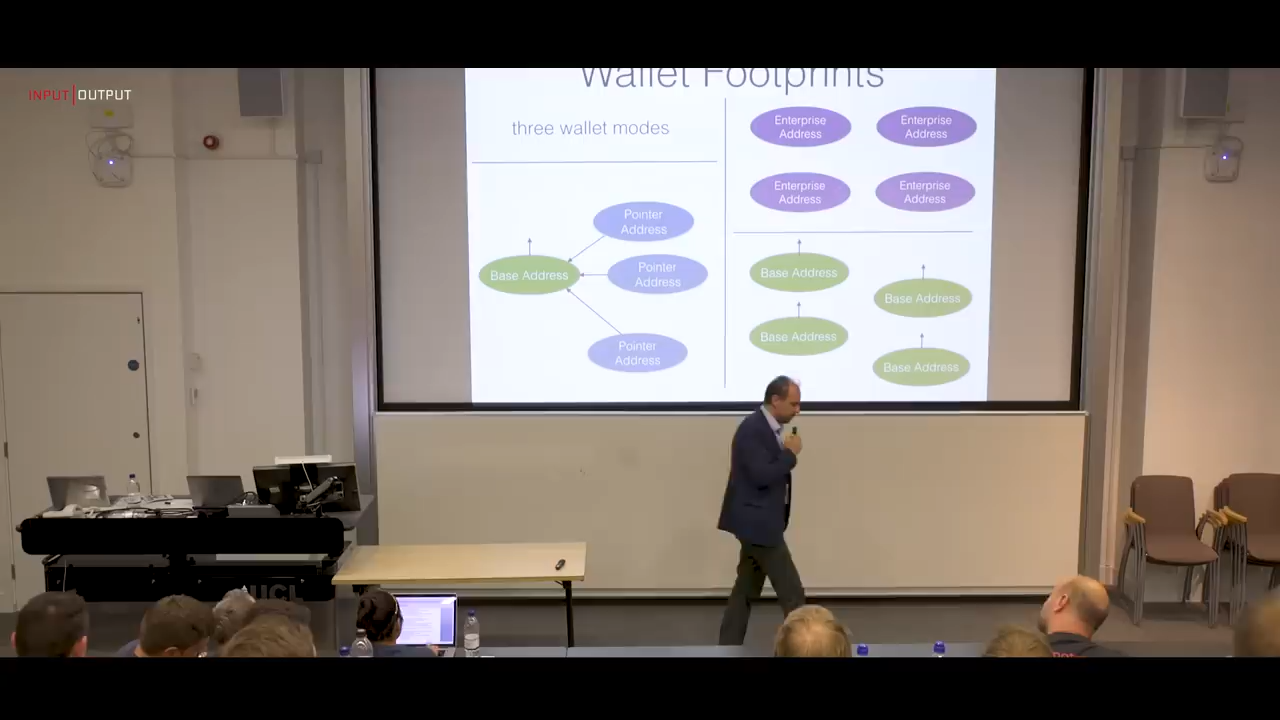 INPUT|OUTPUT
Wallet Footprints
three wallet modes
Pointer
Address
Base Address
Pointer
Address
Pointer
Address
Enterprise
Address
Enterprise
Address
Enterprise
Address
Enterprise
Address
Base Address
Base Address
Base Address
Base Address
UCL